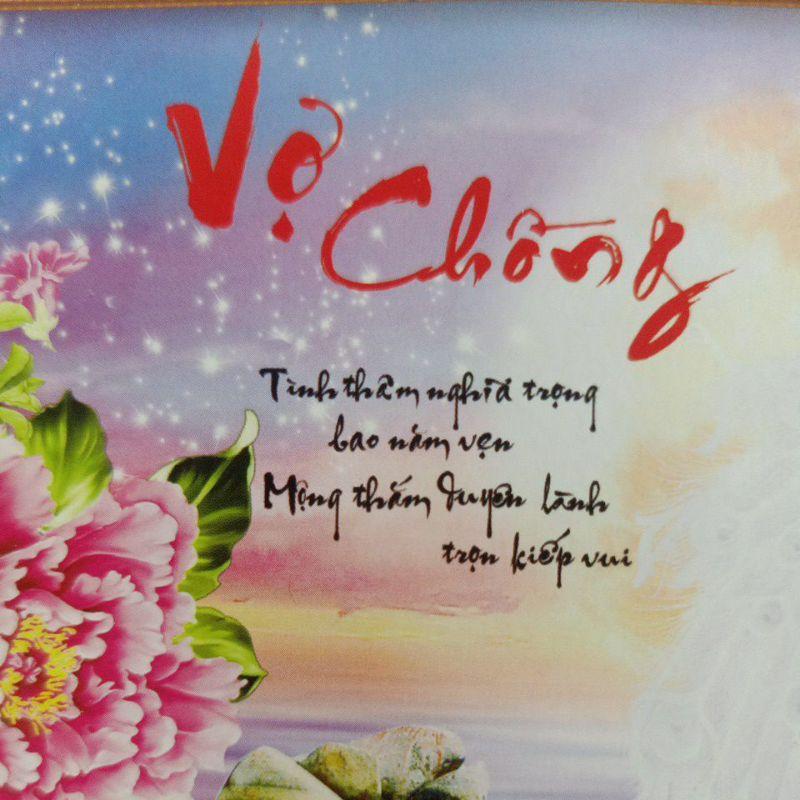 Vợ Chồng
Tình thâm nghĩa trọng
bao năm vẹn
Mộng thắm duyên lành
trọn kiếp vui